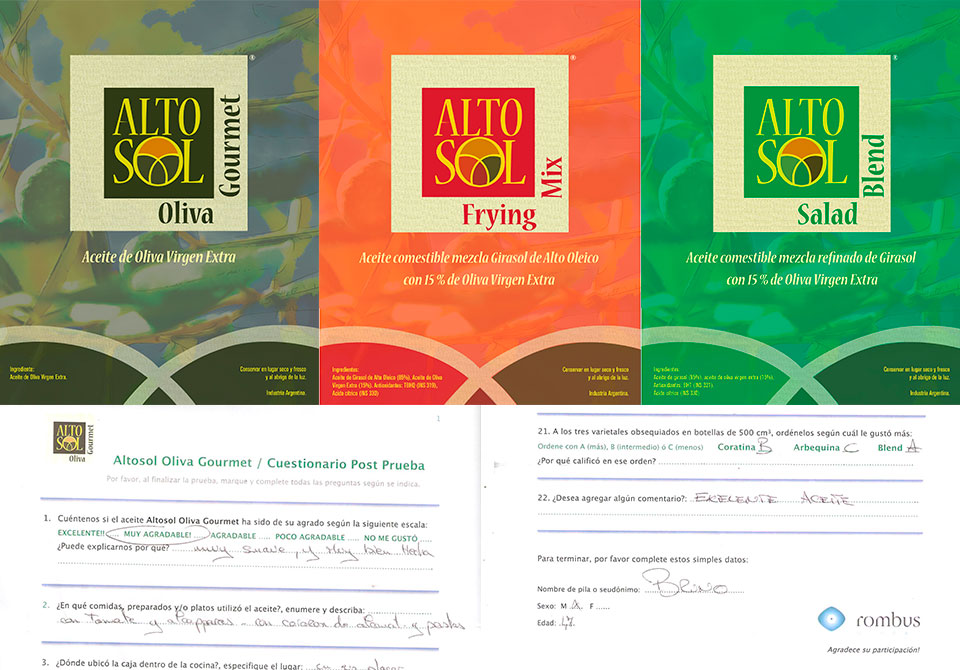 ALTO
SOL
Gourmet
Oliva
Aceite de Oliva Virgen Extra
Ingrediente:
Aceite de Oliva Virgen Extra.
Conservar en lugar seco y fresco
y al abrigo de la luz.
Industria Argentina.
®
ALTO
SOL
Mix
Frying
Aceite comestible mezcla Girasol de Alto Oleico
con 15 % de Oliva Virgen Extra
Ingredientes:
Aceite de Girasol de Alto Oleico (85%), Aceite de Oliva
Virgen Extra (15%). Antioxidantes: TBHQ (INS 319),
Acido cítrico (INS 330)
Conservar en lugar seco y fresco
y al abrigo de la luz.
Industria Argentina.
®
ALTO
SOL
Blend
Salad
Aceite comestible mezcla refinado de Girasol
con 15 % de Oliva Virgen Extra
Ingredientes:
Aceite de girasol (85%), aceite de oliva virgen extra (15%).
Antioxidantes: BHT (INS 321),
Acido cítrico (INS 330)
Conservar en lugar seco y fresco
y al abrigo de la luz.
Industria Argentina.
®
ALTO
SOL
Gourmet
Oliva
1
Altosol Oliva Gourmet / Cuestionario Post Prueba
Por favor, al finalizar la prueba, marque y complete todas las preguntas según se indica.
1. Cuéntenos si el aceite Altosol Oliva Gourmet ha sido de su agrado según la siguiente escala:
EXCELENTE!! .... MUY AGRADABLE! .... AGRADABLE ..... POCO AGRADABLE .... NO ME GUSTÓ ....
¿Puede explicarnos por qué? muy suave, y muy bien
2. ¿En qué comidas, preparados y/o platos utilizó el aceite?, enumere y describa:
con tomate y alcaparras - con de y pastas
3. ¿Dónde ubicó la caja dentro de la cocina?, especifique el lugar:
21. A los tres varietales obsequiados en botellas de 500 cm³, ordénelos según cuál le gustó más:
Ordene con A (más), B (intermedio) ó C (menos) Coratina B Arbequina C Blend A
¿Por qué calificó en ese orden?
22. ¿Desea agregar algún comentario?: EXELENTE ACEITE
Para terminar, por favor complete estos simples datos:
Nombre de pila o seudónimo:
Sexo: M F ......
Edad:
rombus
Agradece su participación!